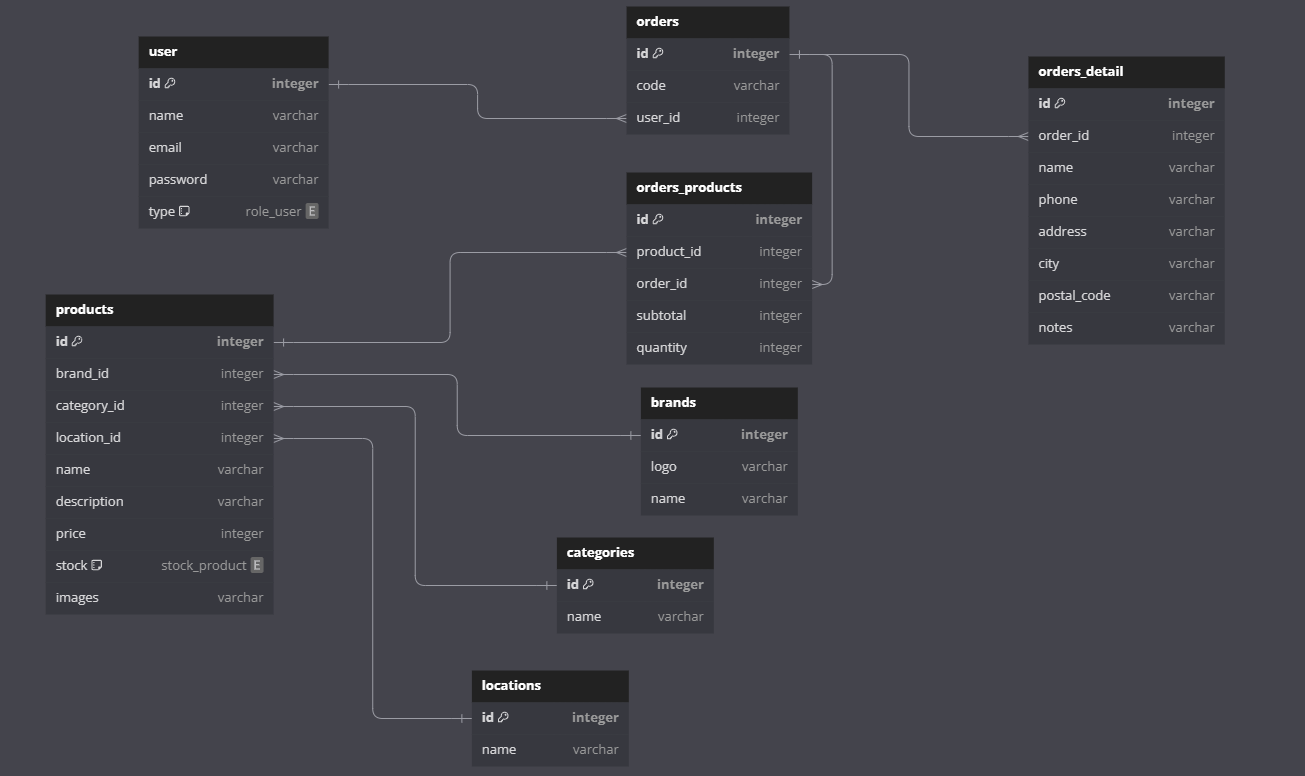 user
id integer
name varchar
email varchar
password varchar
type role_user E
orders
id integer
code varchar
user_id integer
orders_detail
id integer
order_id integer
name varchar
phone varchar
address varchar
city varchar
postal_code varchar
notes varchar
orders_products
id integer
product_id integer
order_id integer
subtotal integer
quantity integer
products
id integer
brand_id integer
category_id integer
location_id integer
name varchar
description varchar
price integer
stock stock_product E
images varchar
brands
id integer
logo varchar
name varchar
categories
id integer
name varchar
locations
id integer
name varchar